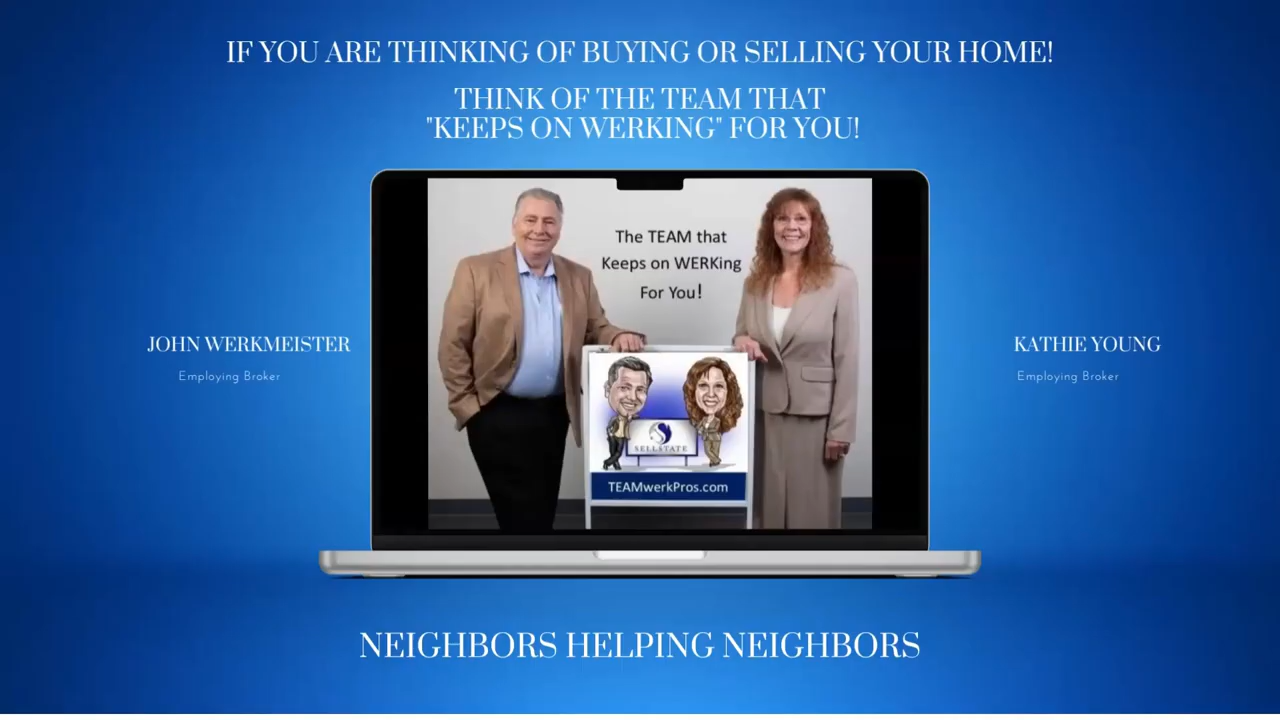 IF YOU ARE THINKING OF BUYING OR SELLING YOUR HOME!
THINK OF THE TEAM THAT
"KEEPS ON WERKING" FOR YOU!
The TEAM that
Keeps on WERKing
For You!
JOHN WERKMEISTER
Employing Broker
KATHIE YOUNG
Employing Broker
SELLSTATE
TEAMwerkPros.com
NEIGHBORS HELPING NEIGHBORS